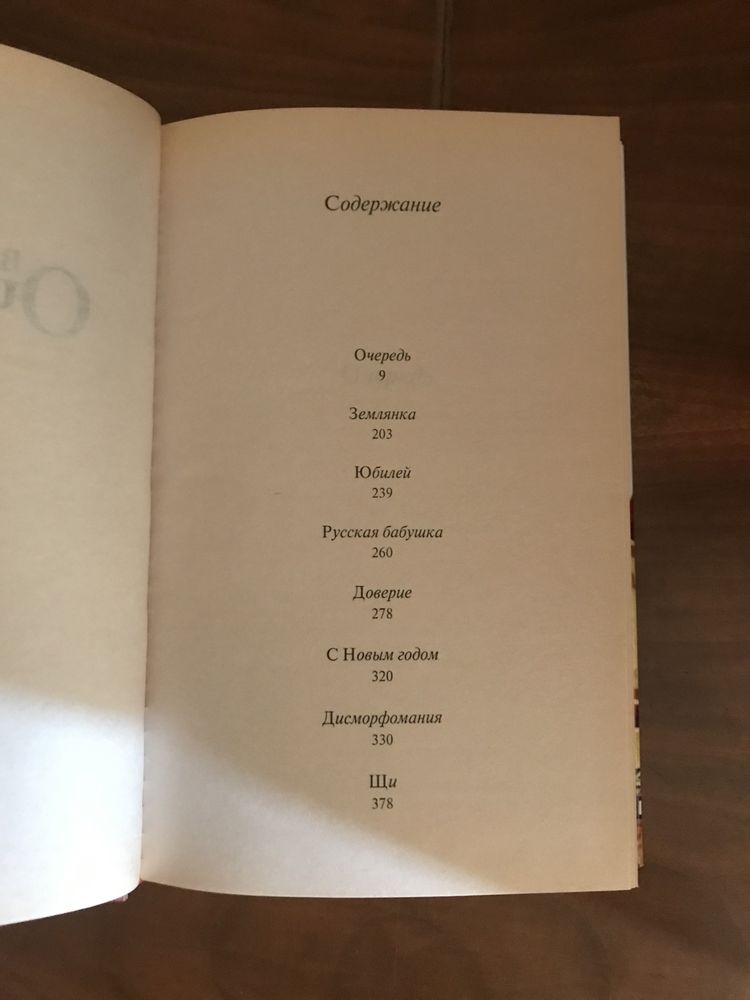 Содержание
Очередь
9
Землянка
203
Юбилей
239
Русская бабушка
260
Доверие
278
С Новым годом
320
Дисморфомания
330
Щи
378